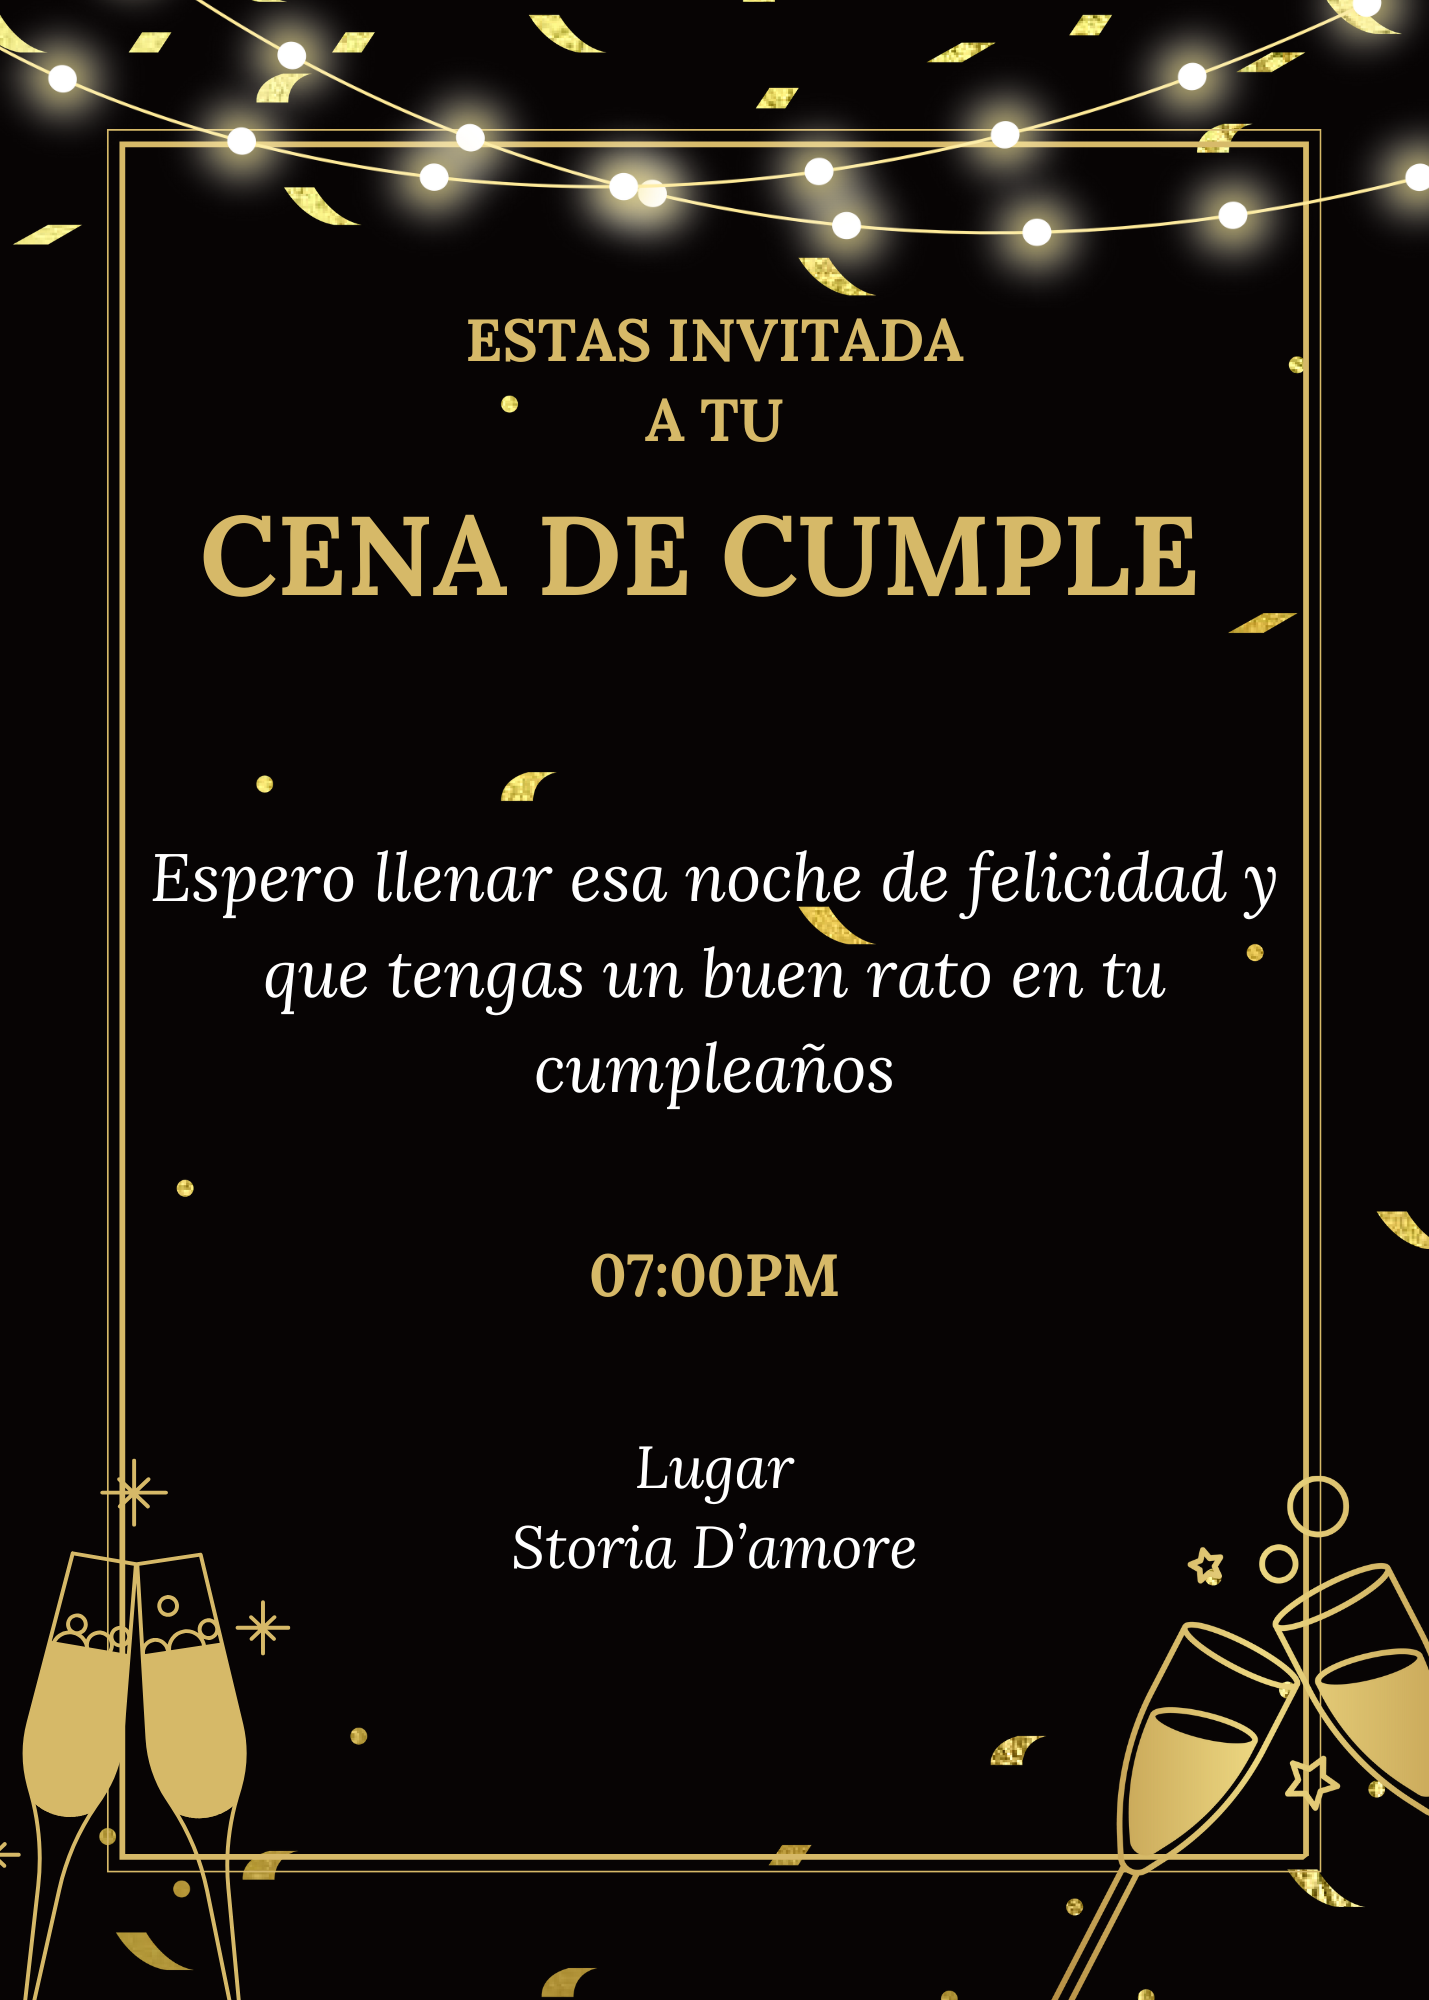 ESTAS INVITADA
A TU
CENA DE CUMPLE
Espero llenar esa noche de felicidad y
que tengas un buen rato en tu
cumpleaños
07:00PM
Lugar
Storia D’amore